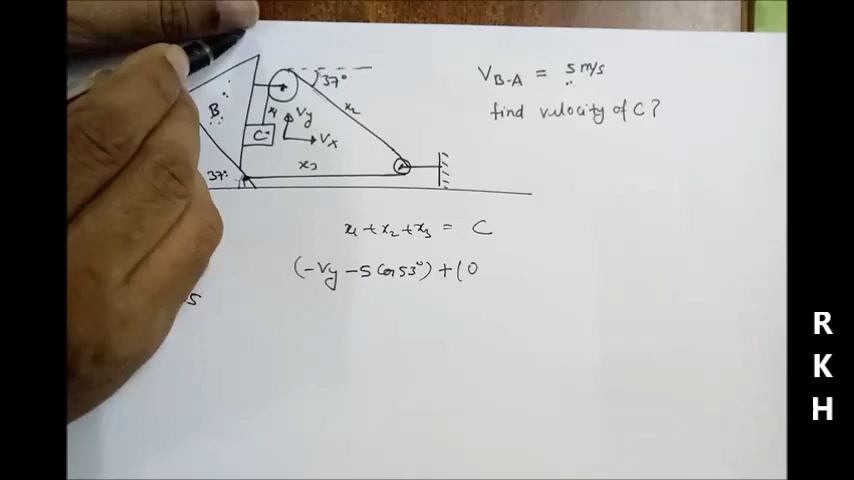 V_B-A = 5 m/s
find velocity of C?
37°
x2
B
x1
Vy
C
Vx
x3
37°
x1 + x2 + x3 = C
(-Vy - 5 Cos 53°) + (0
5
R
K
H